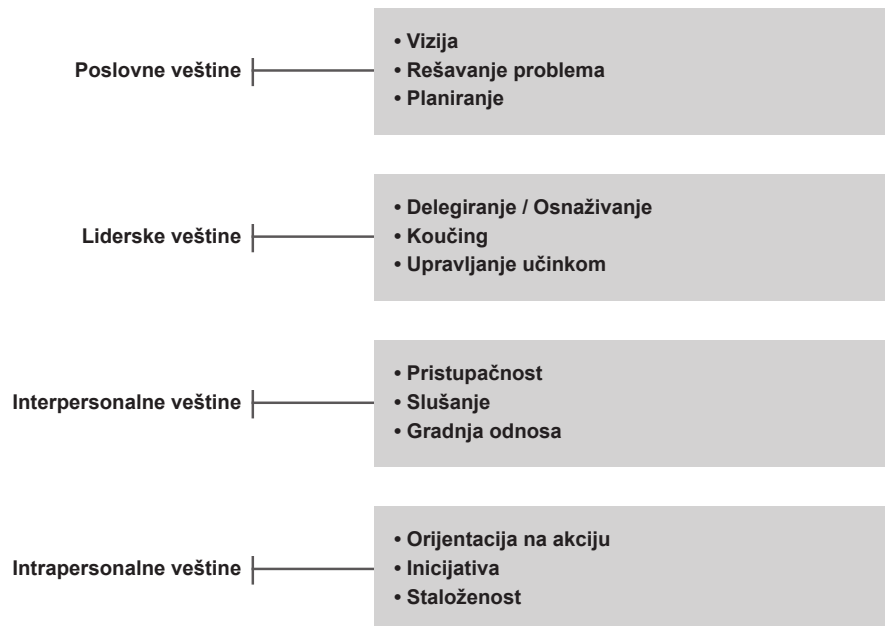 Poslovne veštine
• Vizija
• Rešavanje problema
• Planiranje
Liderske veštine
• Delegiranje / Osnaživanje
• Koučing
• Upravljanje učinkom
Interpersonalne veštine
• Pristupačnost
• Slušanje
• Gradnja odnosa
Intrapersonalne veštine
• Orijentacija na akciju
• Inicijativa
• Staloženost